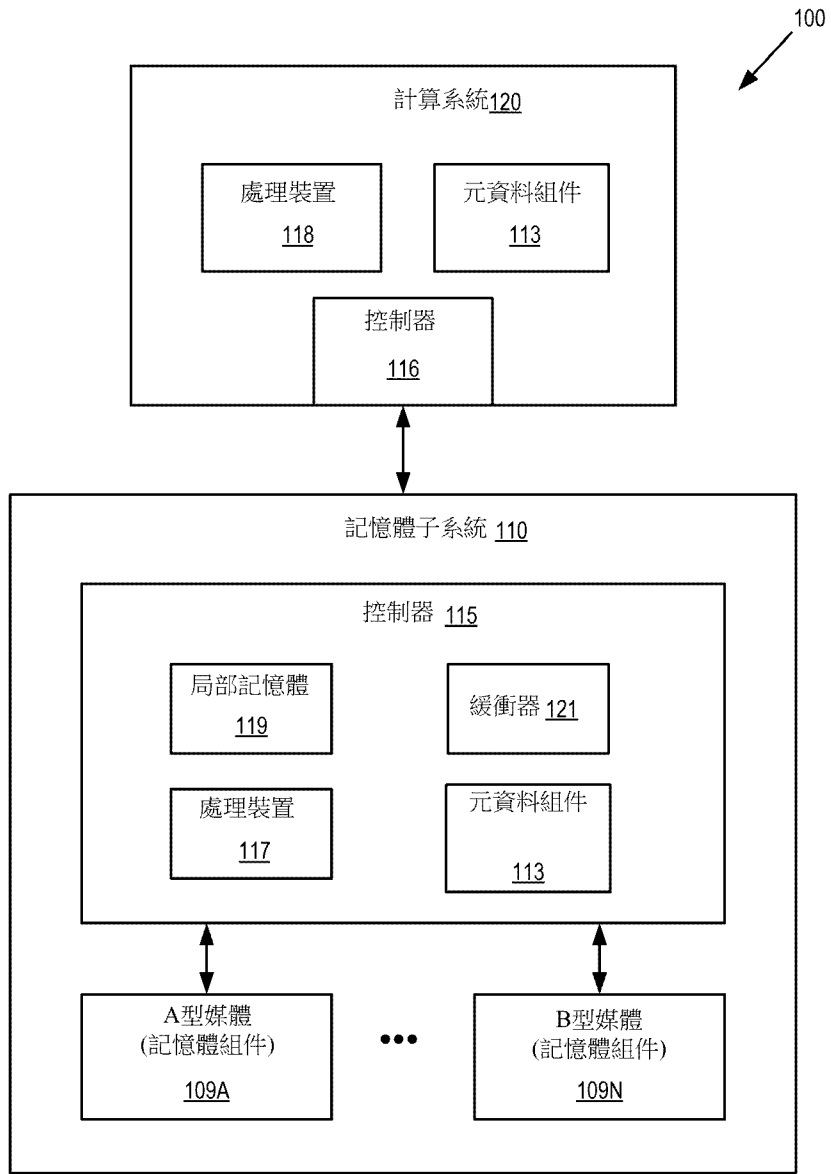 100
計算系統120
處理裝置
118
元資料組件
113
控制器
116
記憶體子系統 110
控制器 115
局部記憶體
119
緩衝器 121
處理裝置
117
元資料組件
113
A型媒體
(記憶體組件)
109A
•••
B型媒體
(記憶體組件)
109N